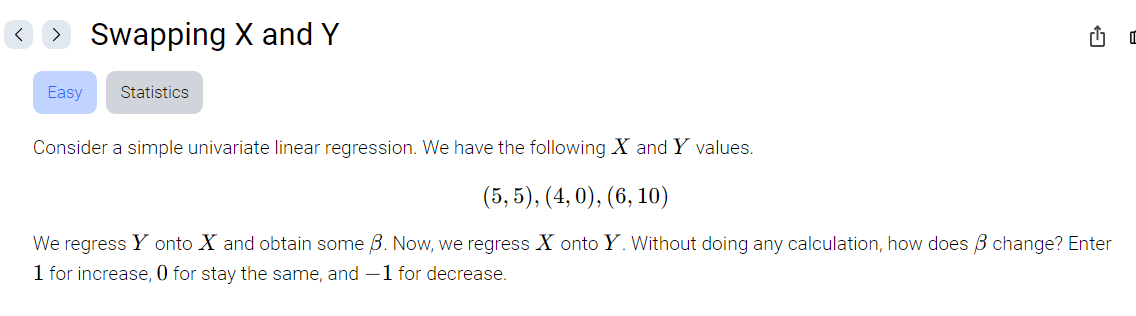 Swapping X and Y
Easy
Statistics
Consider a simple univariate linear regression. We have the following X and Y values.
(5, 5), (4, 0), (6, 10)
We regress Y onto X and obtain some β. Now, we regress X onto Y. Without doing any calculation, how does β change? Enter
1 for increase, 0 for stay the same, and −1 for decrease.